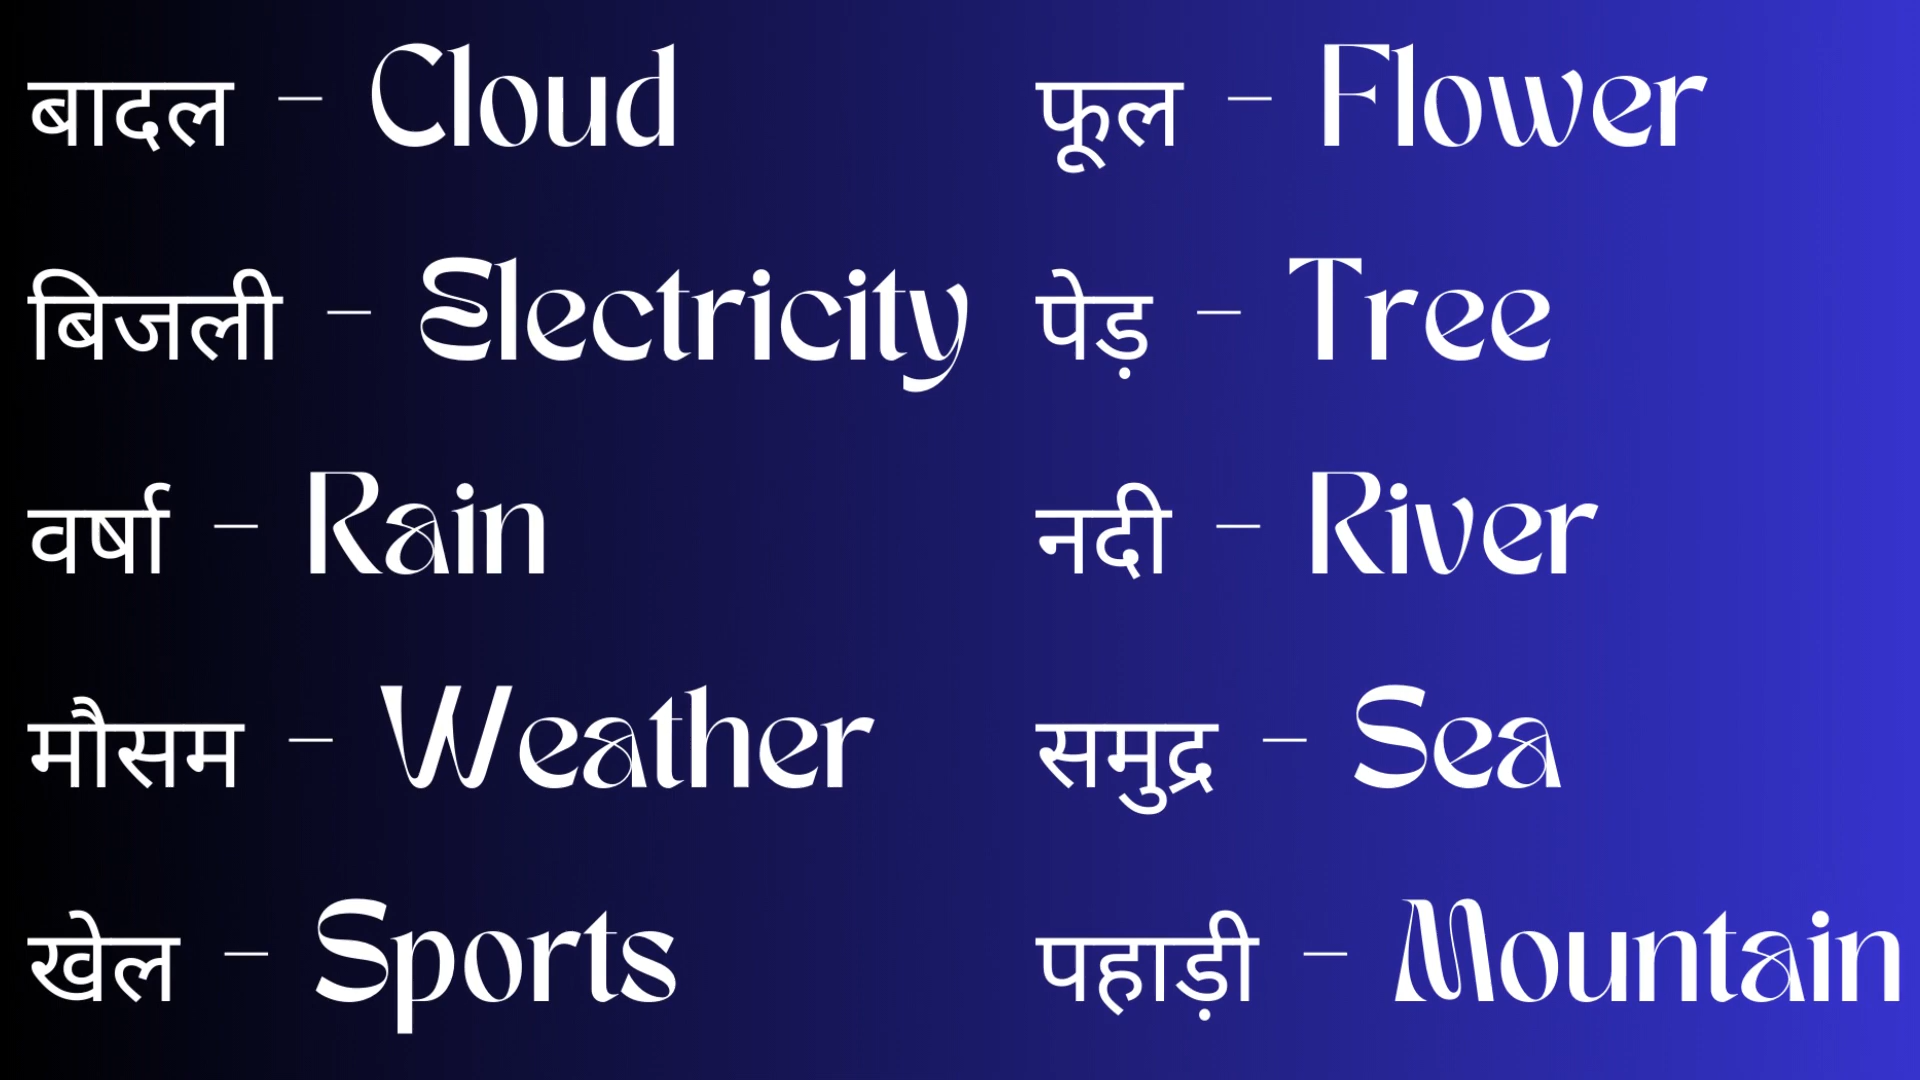 बादल – Cloud
बिजली – Electricity
वर्षा – Rain
मौसम – Weather
खेल – Sports
फूल – Flower
पेड़ – Tree
नदी – River
समुद्र – Sea
पहाड़ी – Mountain